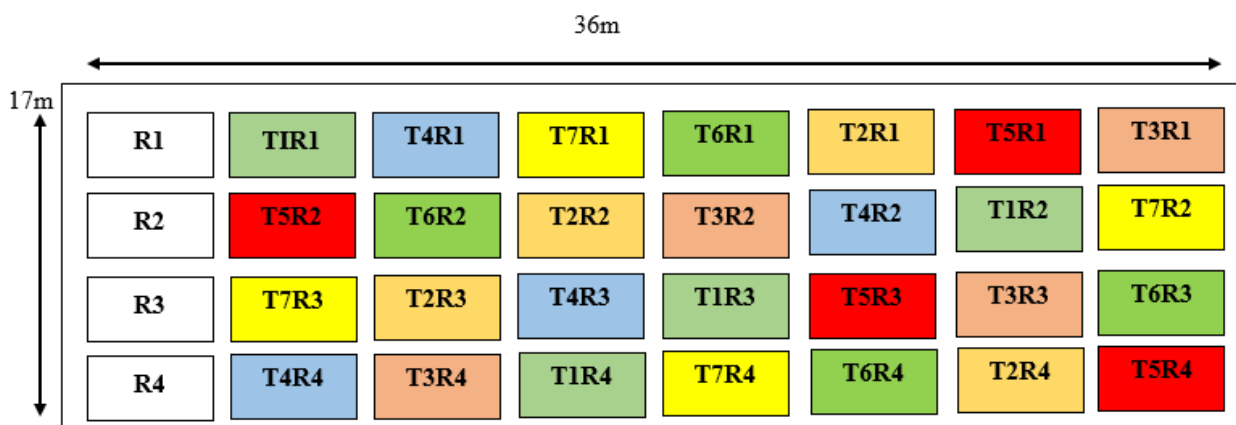 36m
17m
R1 TIR1 T4R1 T7R1 T6R1 T2R1 T5R1 T3R1
R2 T5R2 T6R2 T2R2 T3R2 T4R2 T1R2 T7R2
R3 T7R3 T2R3 T4R3 T1R3 T5R3 T3R3 T6R3
R4 T4R4 T3R4 T1R4 T7R4 T6R4 T2R4 T5R4